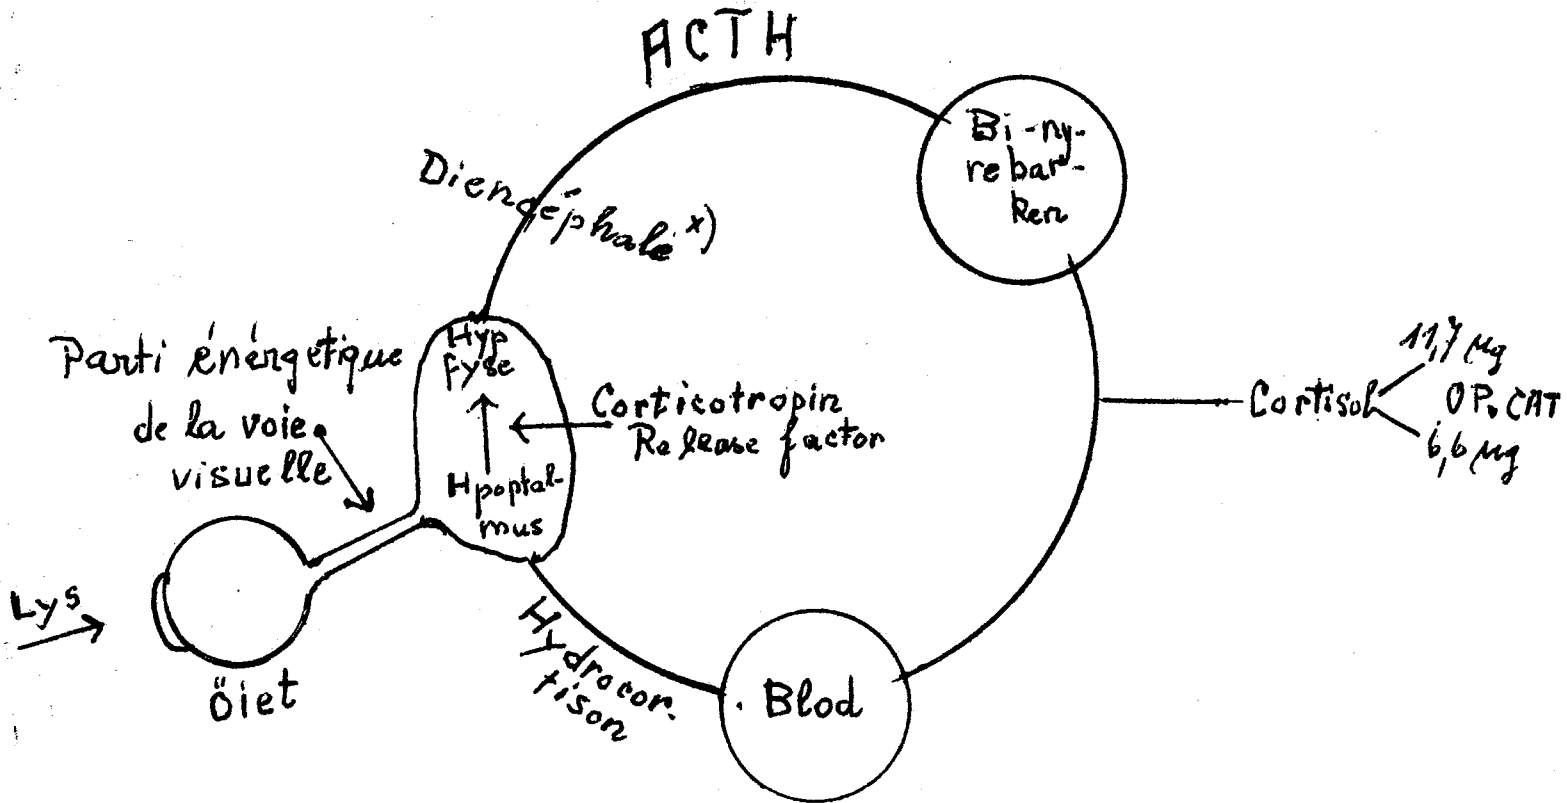 ACTH
Bi-ny-
re bar-
ken
Diencéphale x)
Hyp
fyse
Parti énérgétique
de la voie
visuelle
Corticotropin
Release factor
Hpoptal-
mus
Cortisol
11,7 µg
OP. CAT
6,6 µg
Lys
Öiet
Hydrocor-
tison
Blod